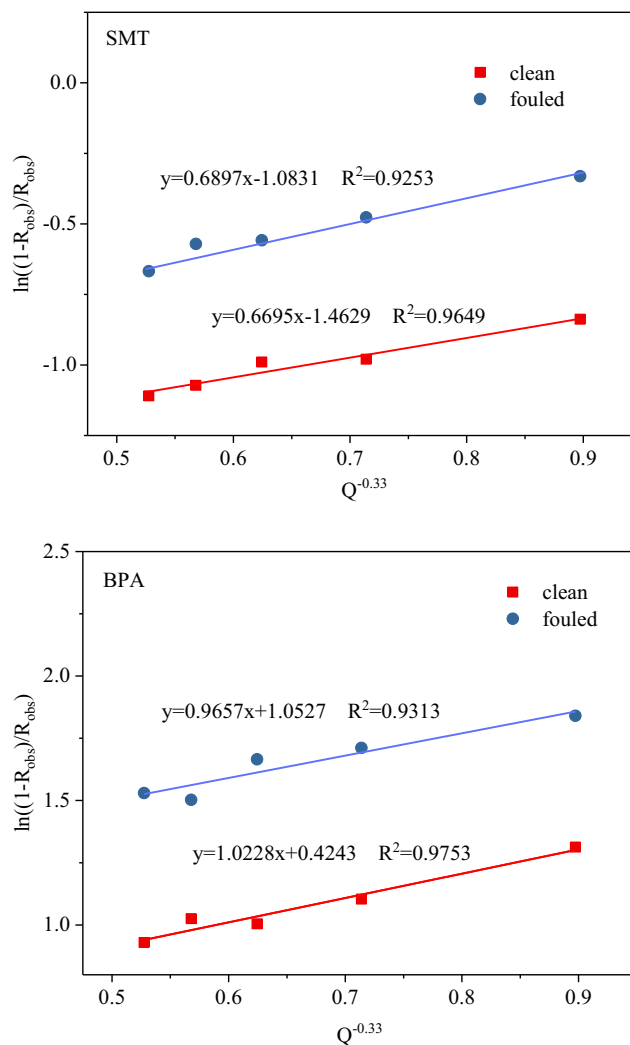 SMT
clean
fouled
0.0
-0.5
-1.0
ln((1-R_obs)/R_obs)
y=0.6897x-1.0831 R²=0.9253
y=0.6695x-1.4629 R²=0.9649
0.5 0.6 0.7 0.8 0.9
Q^-0.33
BPA
clean
fouled
2.5
2.0
1.5
1.0
ln((1-R_obs)/R_obs)
y=0.9657x+1.0527 R²=0.9313
y=1.0228x+0.4243 R²=0.9753
0.5 0.6 0.7 0.8 0.9
Q^-0.33